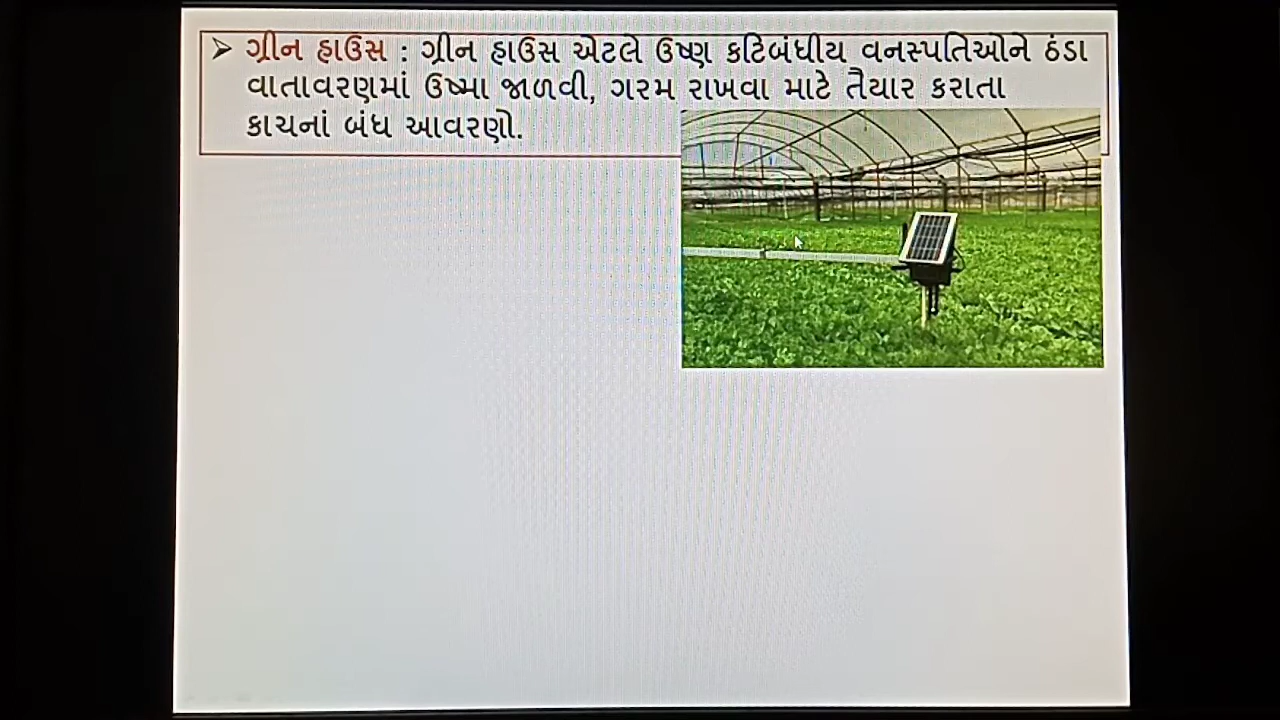 ➢ ગ્રીન હાઉસ : ગ્રીન હાઉસ એટલે ઉષ્ણ કટિબંધીય વનસ્પતિઓને ઠંડા
વાતાવરણમાં ઉષ્મા જાળવી, ગરમ રાખવા માટે તૈયાર કરાતા
કાચનાં બંધ આવરણો.